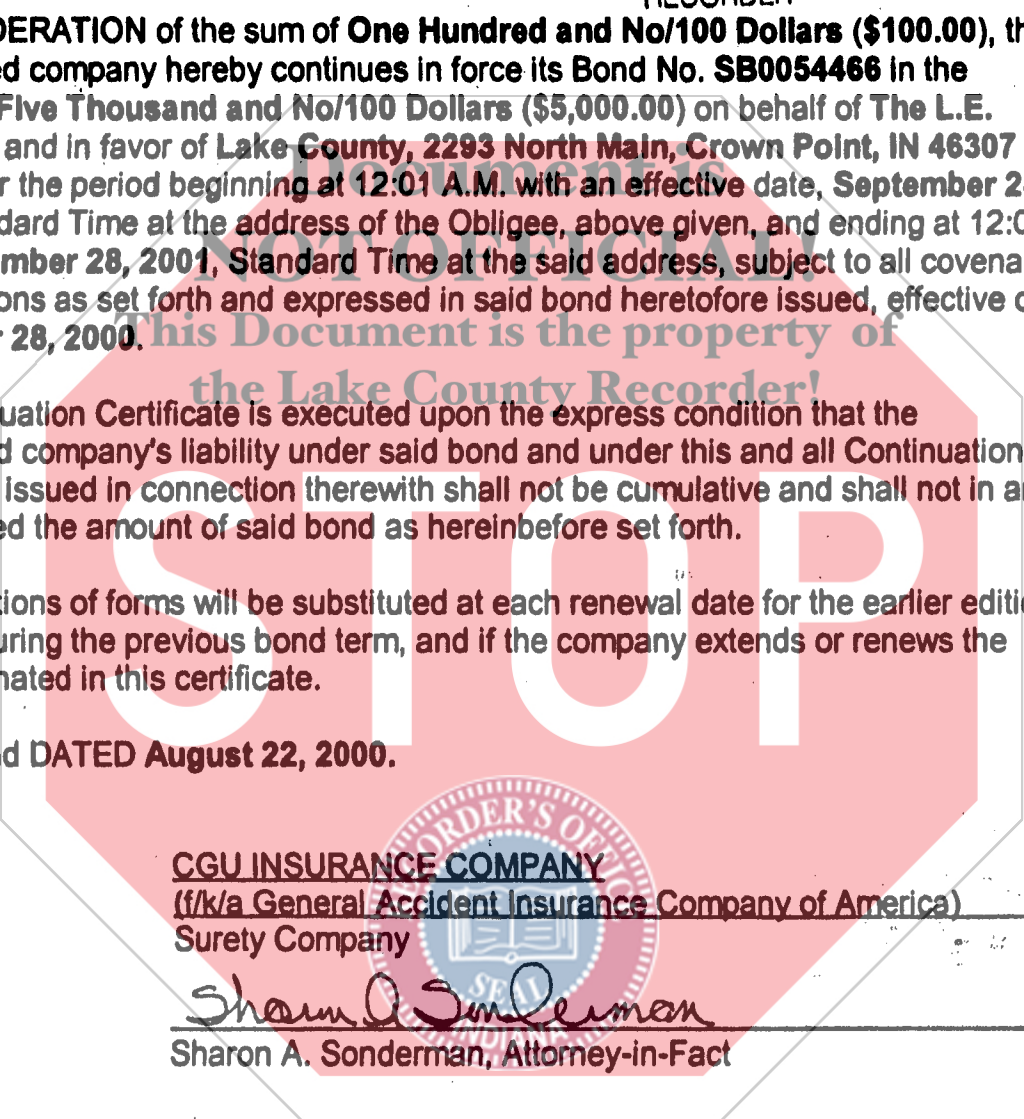 RECORDER
DERATION of the sum of One Hundred and No/100 Dollars ($100.00), th
ed company hereby continues in force its Bond No. SB0054466 in the
Five Thousand and No/100 Dollars ($5,000.00) on behalf of The L.E.
and in favor of Lake County, 2293 North Main, Crown Point, IN 46307
r the period beginning at 12:01 A.M. with an effective date, September 2
dard Time at the address of the Obligee, above given, and ending at 12:0
mber 28, 2001, Standard Time at the said address, subject to all covena
ons as set forth and expressed in said bond heretofore issued, effective o
r 28, 2000.
Document is
NOT OFFICIAL!
This Document is the property of
the Lake County Recorder!
uation Certificate is executed upon the express condition that the
d company's liability under said bond and under this and all Continuation
issued in connection therewith shall not be cumulative and shall not in a
ed the amount of said bond as hereinbefore set forth.
STOP
tions of forms will be substituted at each renewal date for the earlier editi
uring the previous bond term, and if the company extends or renews the
nated in this certificate.
d DATED August 22, 2000.
CGU INSURANCE COMPANY
(f/k/a General Accident Insurance Company of America)
Surety Company
RECORDER'S OFFICE
SEAL
INDIANA
Sharon A Sonderman
Sharon A. Sonderman, Attorney-in-Fact